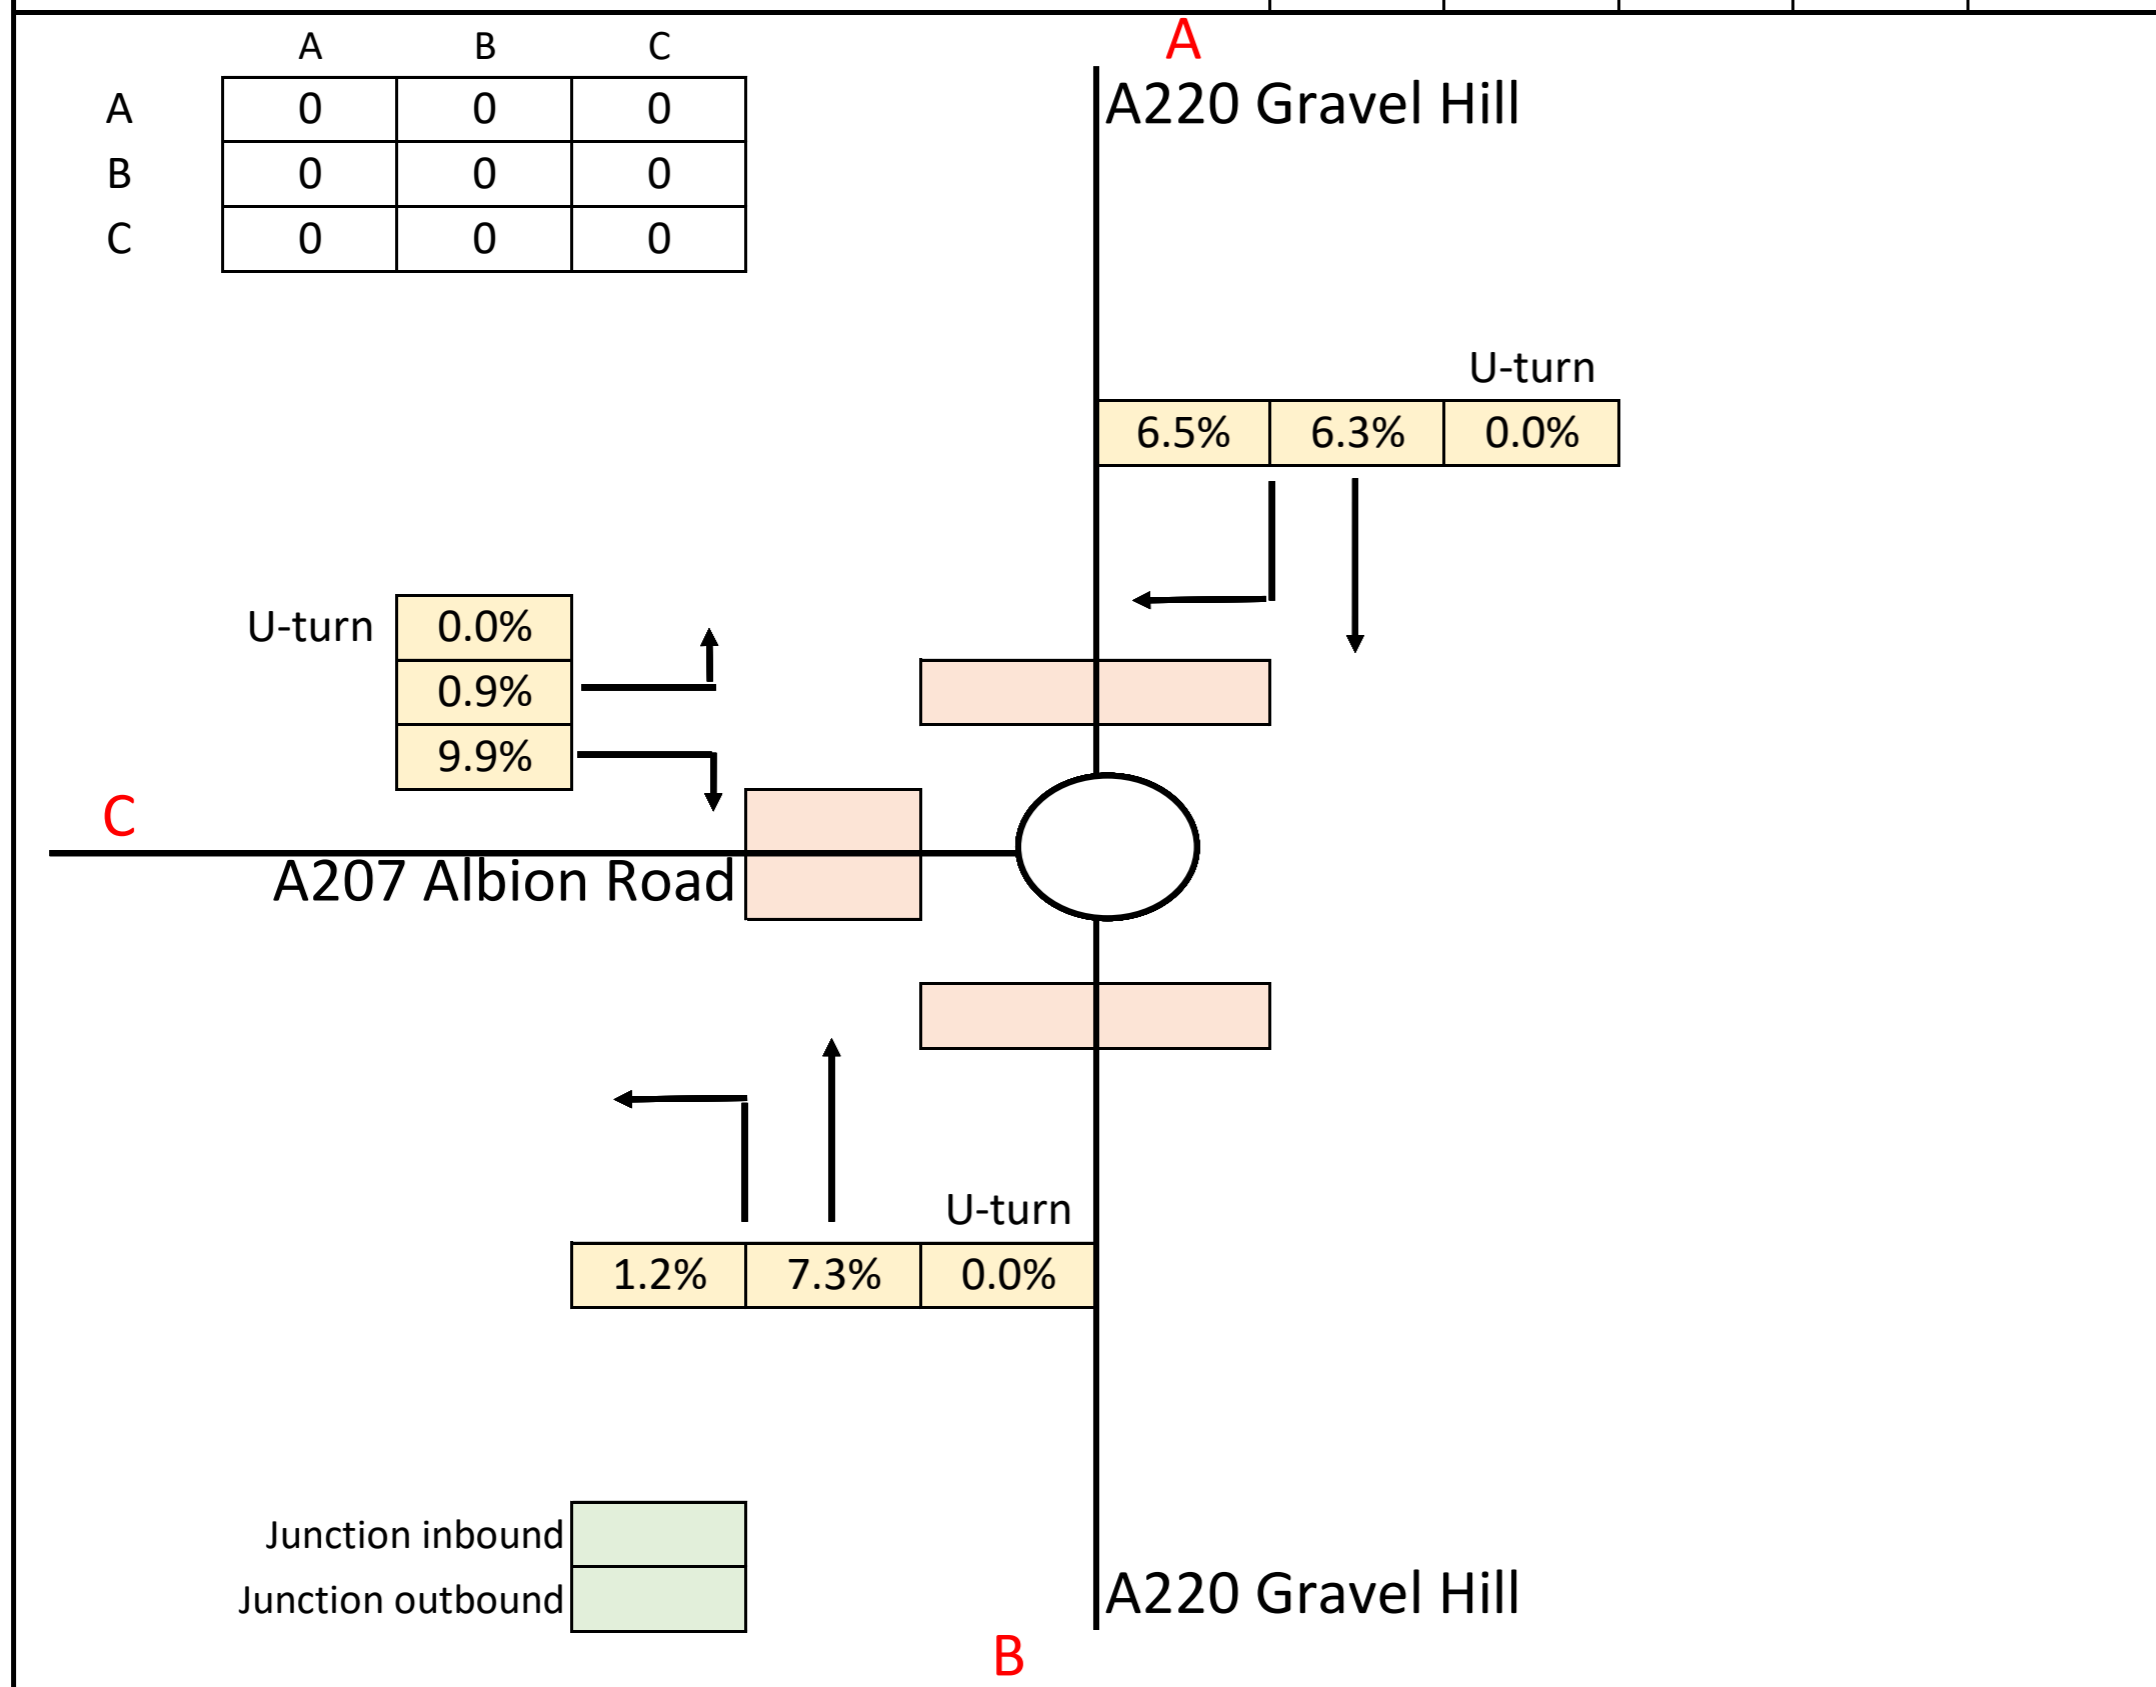 A B C
A
A 0 0 0
A220 Gravel Hill
B 0 0 0
C 0 0 0
U-turn
6.5% 6.3% 0.0%
U-turn 0.0%
0.9%
9.9%
C
A207 Albion Road
U-turn
1.2% 7.3% 0.0%
Junction inbound
Junction outbound
A220 Gravel Hill
B